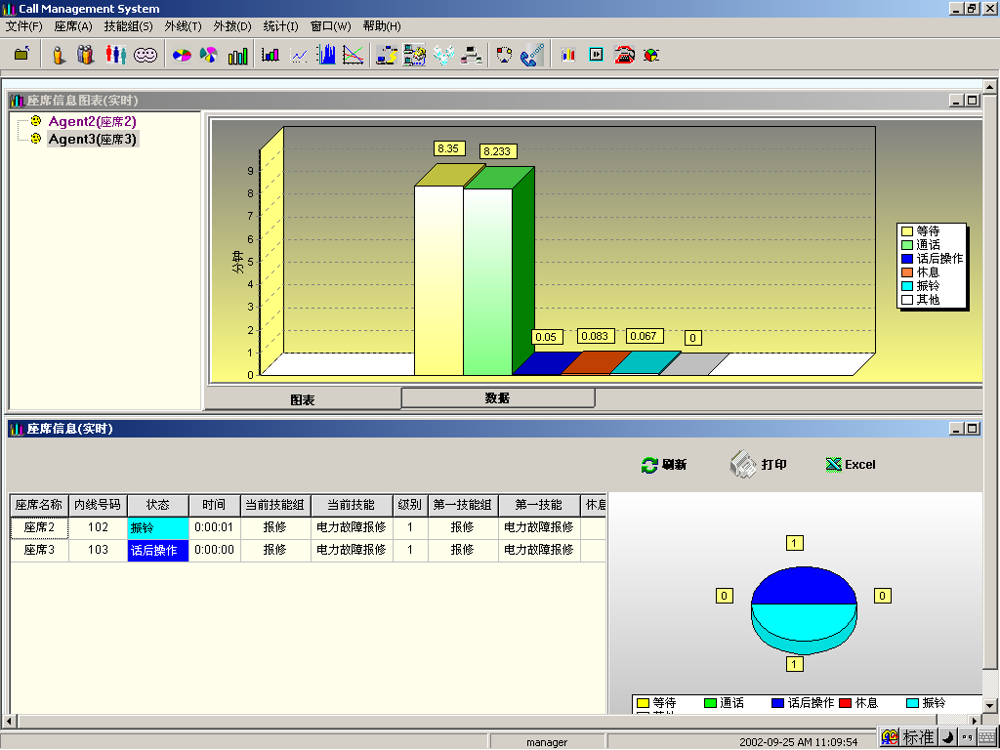 Call Management System
文件(F) 座席(A) 技能组(S) 外线(T) 外拨(D) 统计(I) 窗口(W) 帮助(H)
座席信息图表(实时)
Agent2(座席2)
Agent3(座席3)
8.35
8.233
9
8
7
6
5
4
3
2
1
0
分钟
0.05
0.083
0.067
0
等待
通话
话后操作
休息
振铃
其他
图表 数据
座席信息(实时)
刷新 打印 Excel
座席名称 内线号码 状态 时间 当前技能组 当前技能 级别 第一技能组 第一技能 休息
座席2 102 振铃 0:00:01 报修 电力故障报修 1 报修 电力故障报修
座席3 103 话后操作 0:00:00 报修 电力故障报修 1 报修 电力故障报修
1
0
0
1
等待 通话 话后操作 休息 振铃
manager 2002-09-25 AM 11:09:54
标准